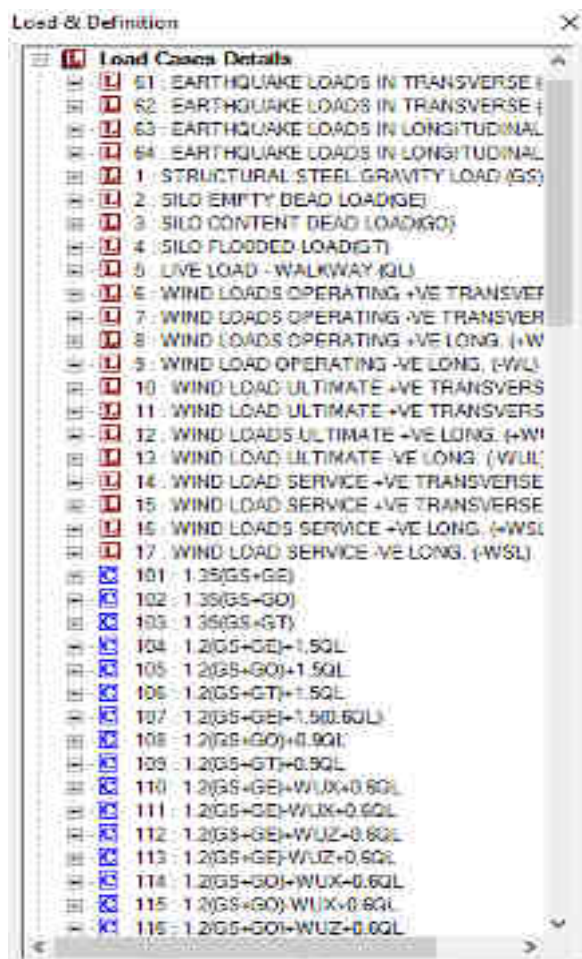 Load & Definition
Load Cases Details
61 : EARTHQUAKE LOADS IN TRANSVERSE (
62 : EARTHQUAKE LOADS IN TRANSVERSE (
63 : EARTHQUAKE LOADS IN LONGITUDINAL
64 : EARTHQUAKE LOADS IN LONGITUDINAL
1 : STRUCTURAL STEEL GRAVITY LOAD (GS)
2 : SILO EMPTY DEAD LOAD(GE)
3 : SILO CONTENT DEAD LOAD(GO)
4 : SILO FLOODED LOAD(GT)
5 : LIVE LOAD - WALKWAY (QL)
6 : WIND LOADS OPERATING +VE TRANSVER
7 : WIND LOADS OPERATING -VE TRANSVER
8 : WIND LOADS OPERATING +VE LONG. (+W
9 : WIND LOAD OPERATING -VE LONG. (-WL)
10 : WIND LOAD ULTIMATE +VE TRANSVERS
11 : WIND LOAD ULTIMATE +VE TRANSVERS
12 : WIND LOADS ULTIMATE +VE LONG. (+WU
13 : WIND LOAD ULTIMATE -VE LONG. (-WUL)
14 : WIND LOAD SERVICE +VE TRANSVERSE
15 : WIND LOAD SERVICE +VE TRANSVERSE
16 : WIND LOADS SERVICE +VE LONG. (+WSL
17 : WIND LOAD SERVICE -VE LONG. (-WSL)
101 : 1.35(GS+GE)
102 : 1.35(GS+GO)
103 : 1.35(GS+GT)
104 : 1.2(GS+GE)+1.5QL
105 : 1.2(GS+GO)+1.5QL
106 : 1.2(GS+GT)+1.5QL
107 : 1.2(GS+GE)+1.5(0.6QL)
108 : 1.2(GS+GO)+0.9QL
109 : 1.2(GS+GT)+0.9QL
110 : 1.2(GS+GE)+WUX+0.6QL
111 : 1.2(GS+GE)-WUX+0.6QL
112 : 1.2(GS+GE)+WUZ+0.6QL
113 : 1.2(GS+GE)-WUZ+0.6QL
114 : 1.2(GS+GO)+WUX+0.6QL
115 : 1.2(GS+GO)-WUX+0.6QL
116 : 1.2(GS+GO)+WUZ+0.6QL